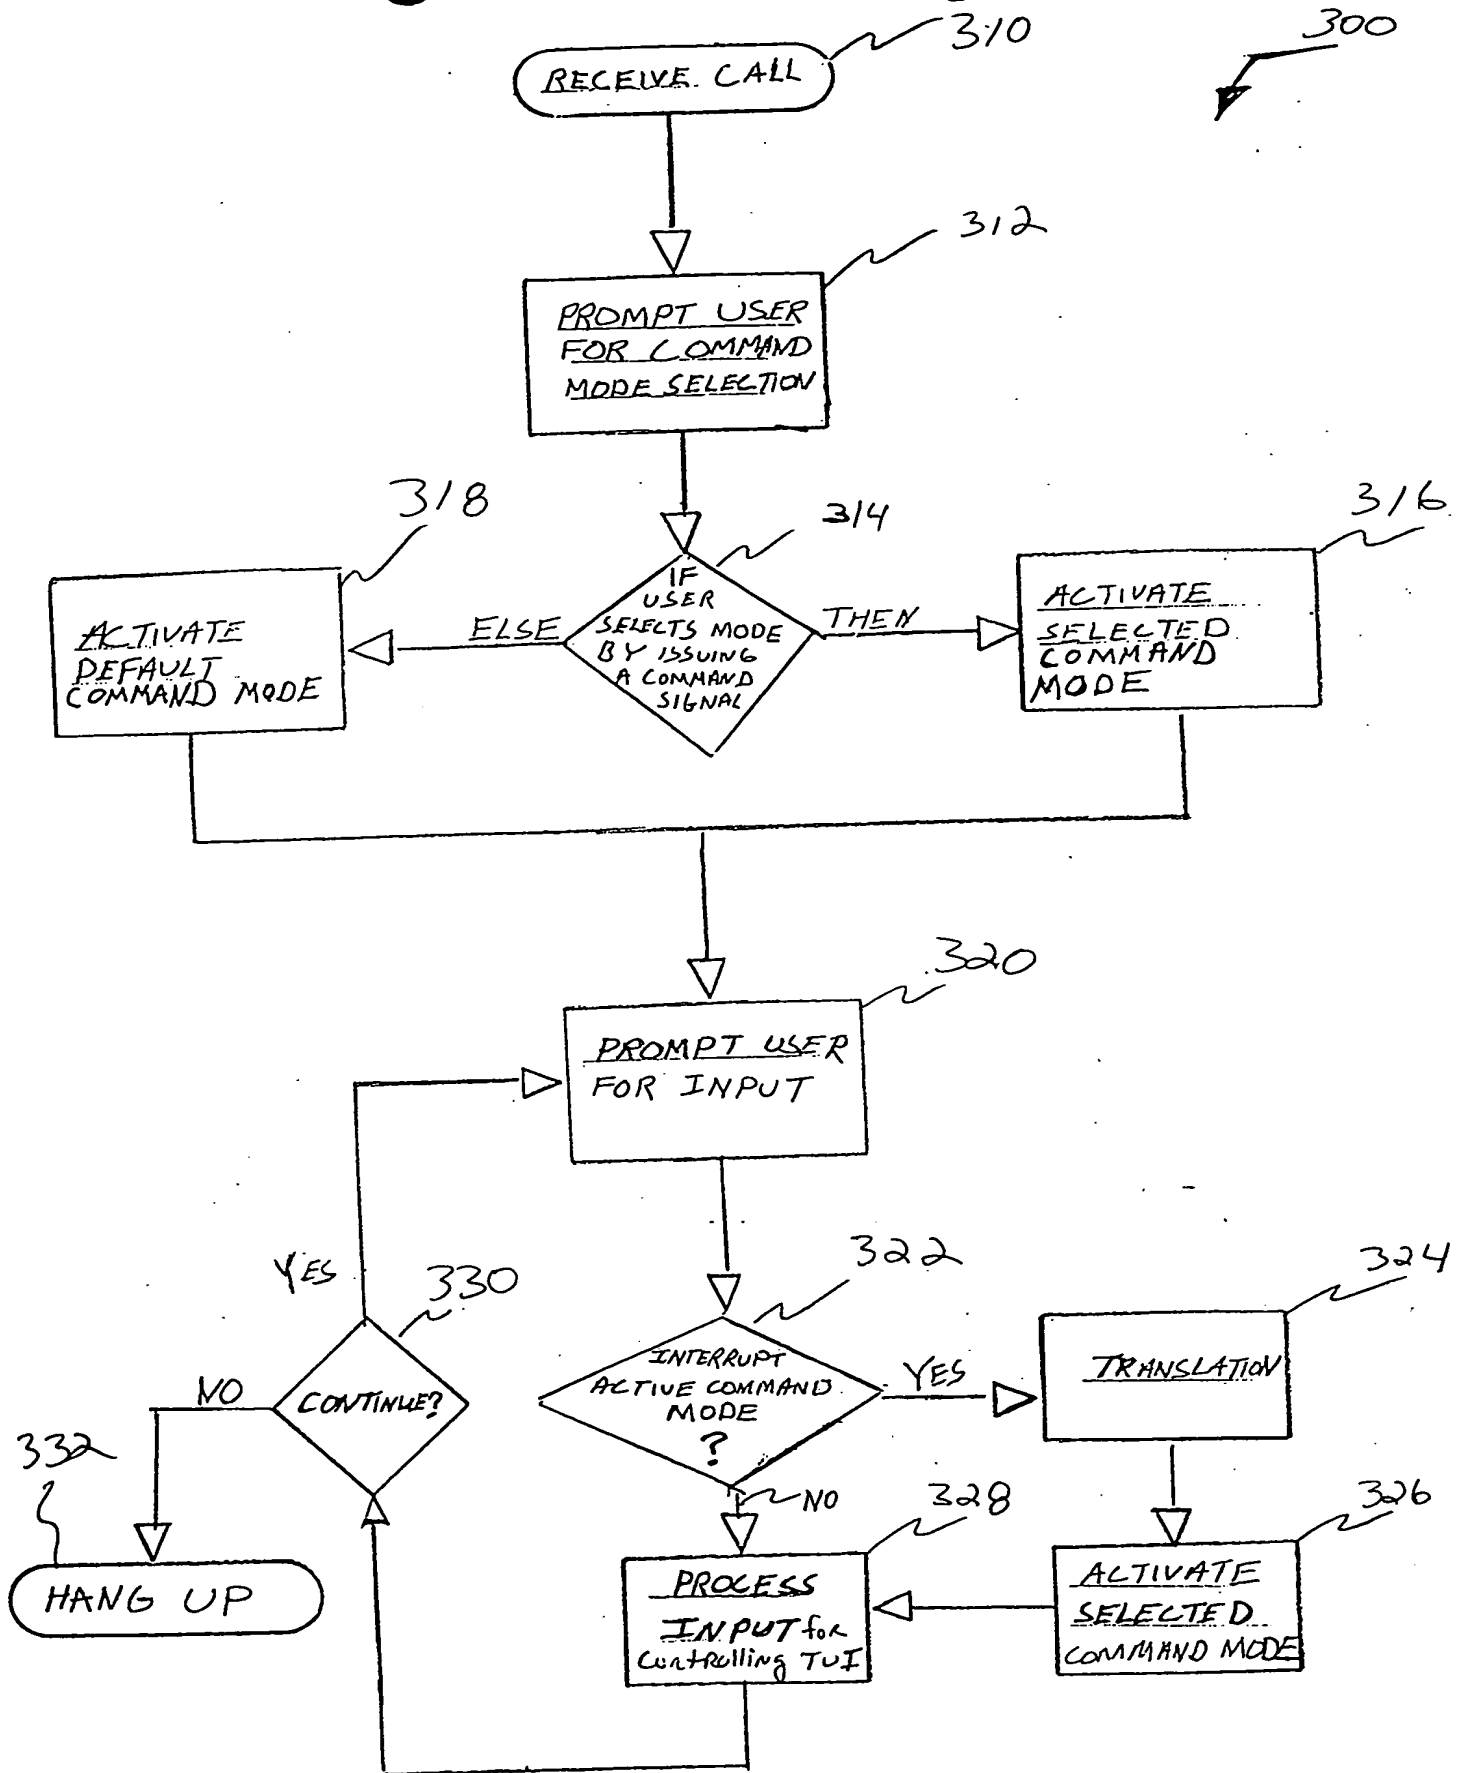 310
300
RECEIVE CALL
312
PROMPT USER
FOR COMMAND
MODE SELECTION
318
314
316
IF
USER
SELECTS MODE
BY ISSUING
A COMMAND
SIGNAL
ELSE
THEN
ACTIVATE
DEFAULT
COMMAND MODE
ACTIVATE
SELECTED
COMMAND
MODE
320
PROMPT USER
FOR INPUT
322
324
YES
330
INTERRUPT
ACTIVE COMMAND
MODE
?
YES
TRANSLATION
NO
CONTINUE?
332
NO
328
326
HANG UP
PROCESS
INPUT for
Controlling TUI
ACTIVATE
SELECTED
COMMAND MODE